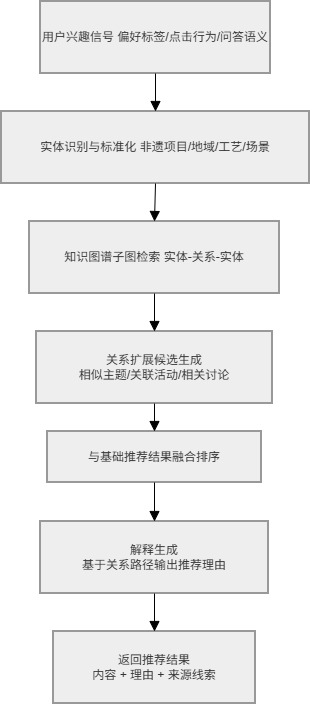 用户兴趣信号 偏好标签/点击行为/问答语义
实体识别与标准化 非遗项目/地域/工艺/场景
知识图谱子图检索 实体-关系-实体
关系扩展候选生成
相似主题/关联活动/相关讨论
与基础推荐结果融合排序
解释生成
基于关系路径输出推荐理由
返回推荐结果
内容 + 理由 + 来源线索